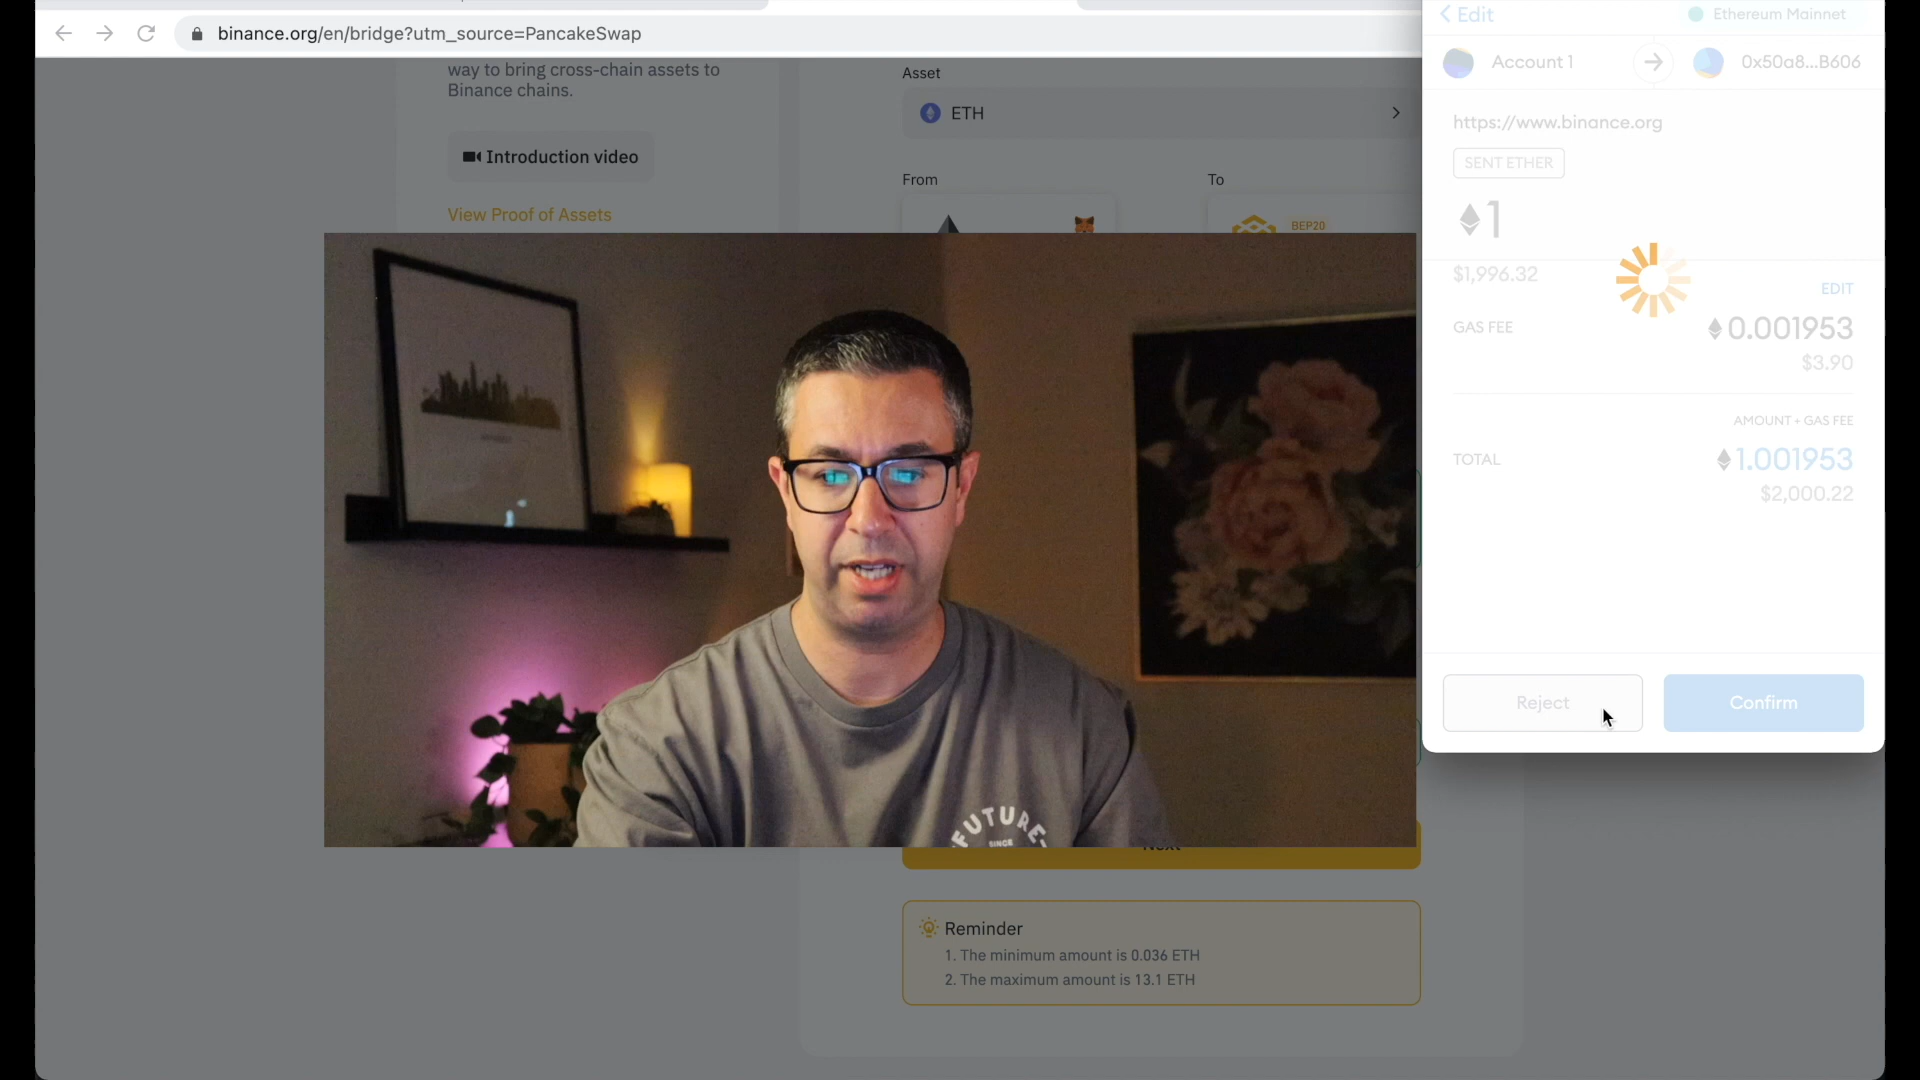 binance.org/en/bridge?utm_source=PancakeSwap
way to bring cross-chain assets to
Binance chains.
Introduction video
View Proof of Assets
Asset
ETH
From
To
BEP20
FUTURE
SINCE
Next
Reminder
1. The minimum amount is 0.036 ETH
2. The maximum amount is 13.1 ETH
Edit
Ethereum Mainnet
Account 1
0x50a8...B606
https://www.binance.org
SENT ETHER
1
$1,996.32
EDIT
GAS FEE
0.001953
$3.90
AMOUNT + GAS FEE
TOTAL
1.001953
$2,000.22
Reject
Confirm